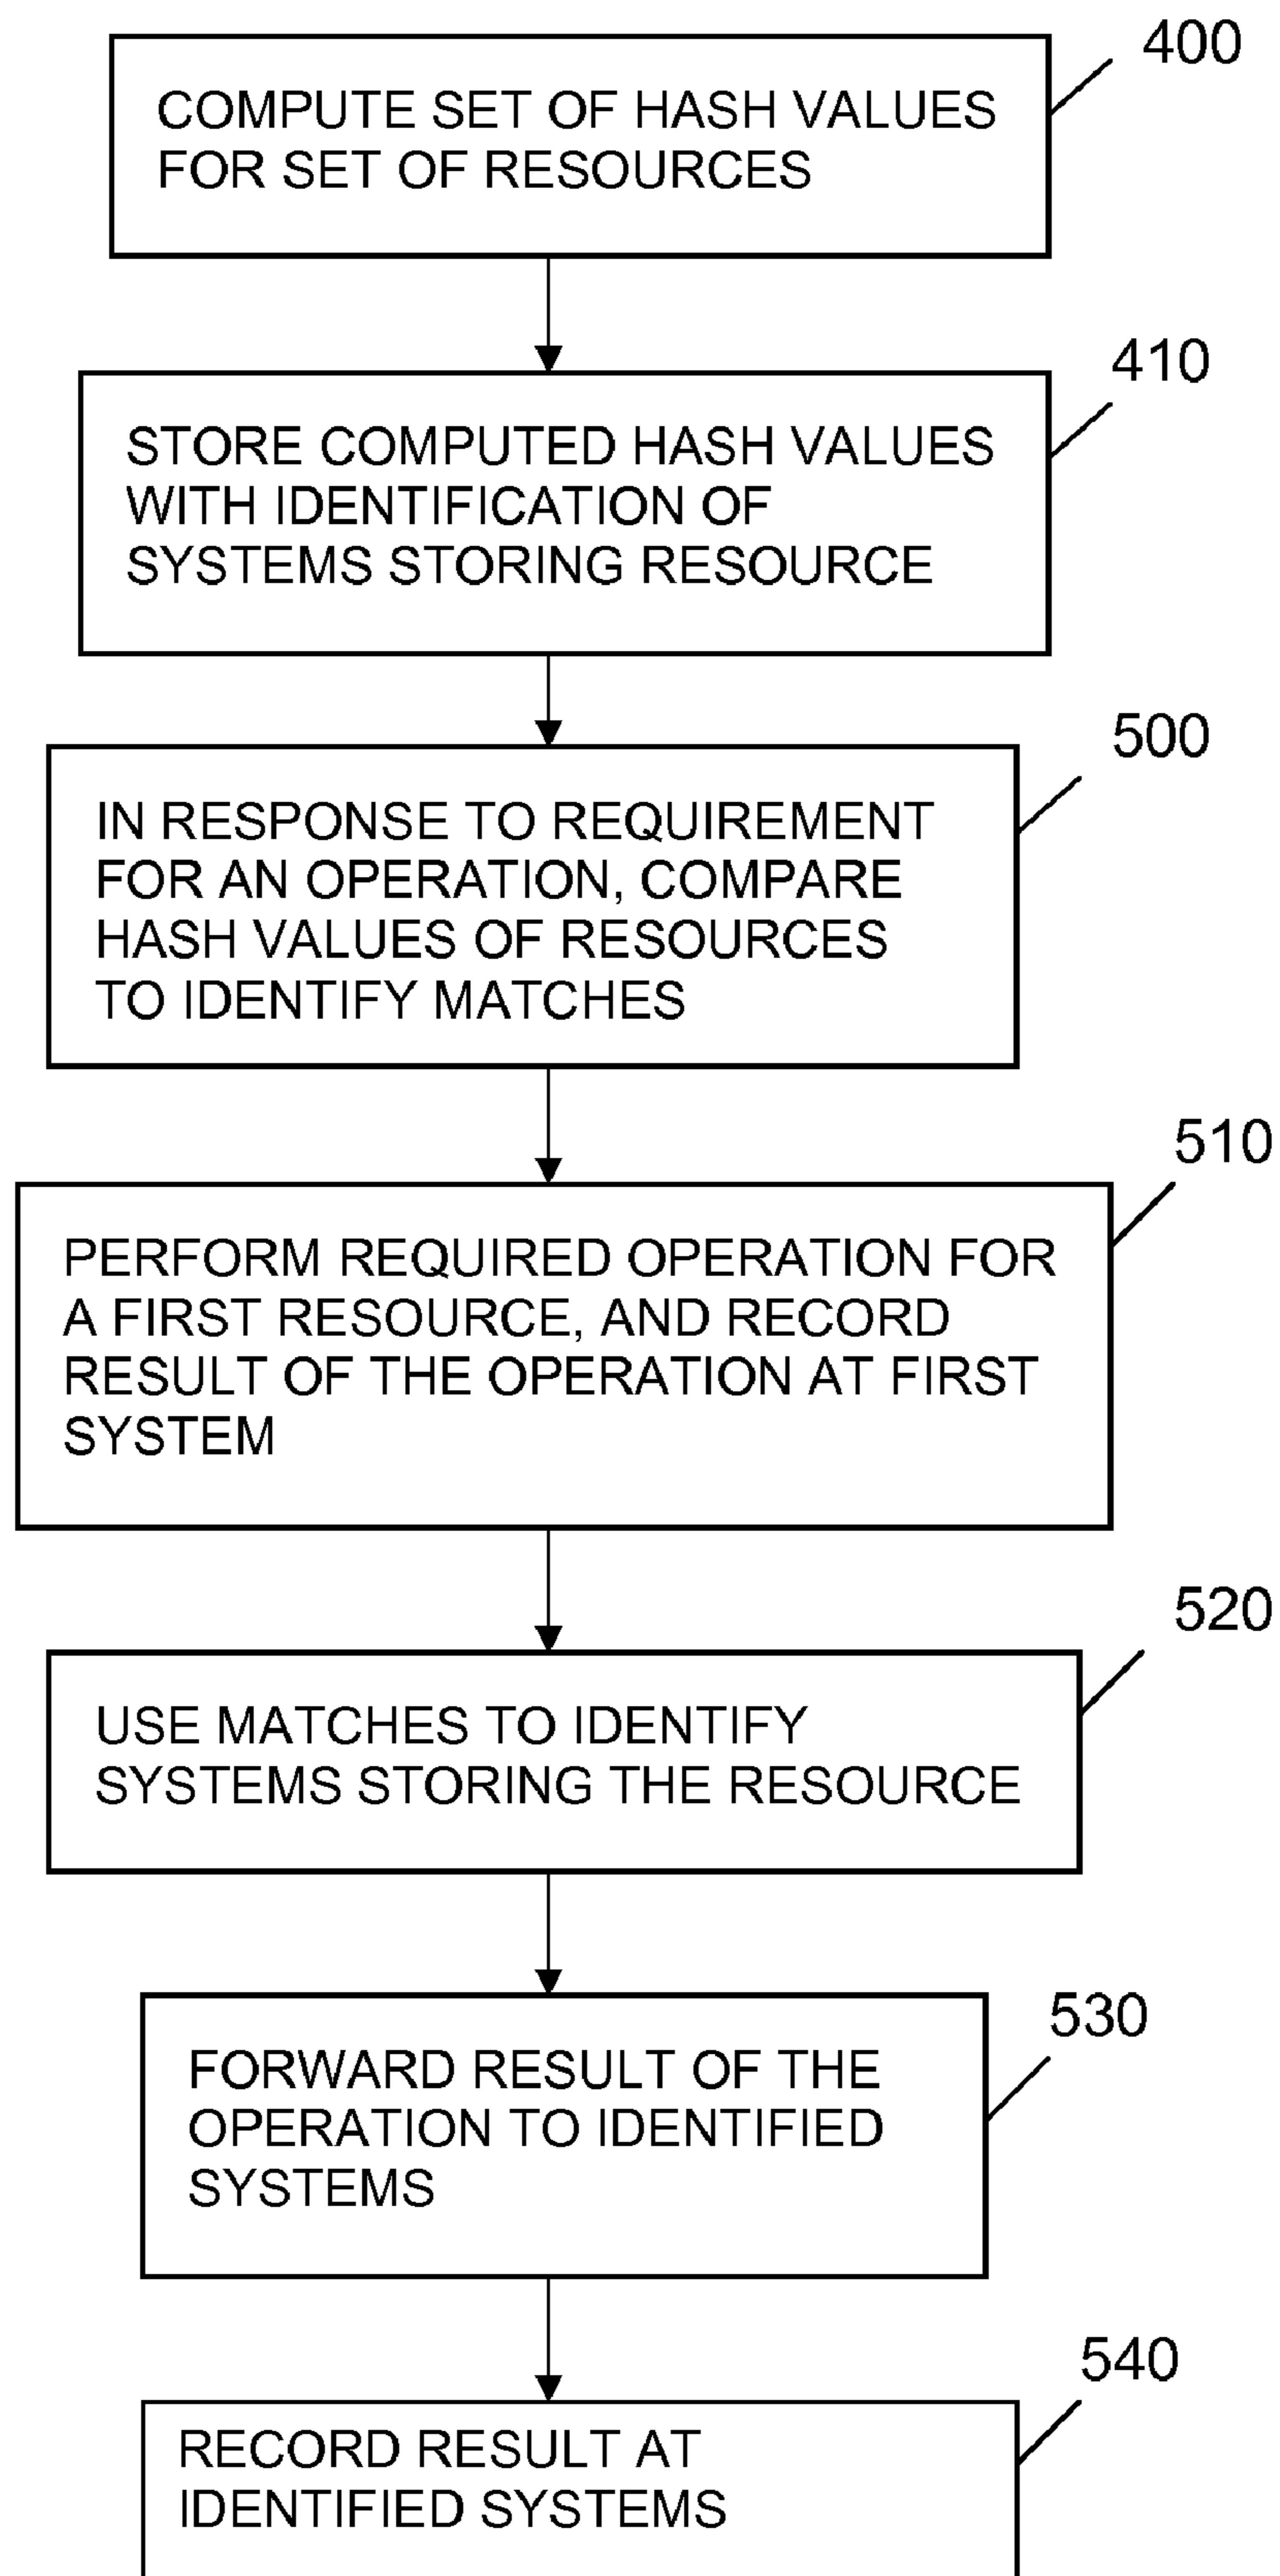 400
COMPUTE SET OF HASH VALUES
FOR SET OF RESOURCES
410
STORE COMPUTED HASH VALUES
WITH IDENTIFICATION OF
SYSTEMS STORING RESOURCE
500
IN RESPONSE TO REQUIREMENT
FOR AN OPERATION, COMPARE
HASH VALUES OF RESOURCES
TO IDENTIFY MATCHES
510
PERFORM REQUIRED OPERATION FOR
A FIRST RESOURCE, AND RECORD
RESULT OF THE OPERATION AT FIRST
SYSTEM
520
USE MATCHES TO IDENTIFY
SYSTEMS STORING THE RESOURCE
530
FORWARD RESULT OF THE
OPERATION TO IDENTIFIED
SYSTEMS
540
RECORD RESULT AT
IDENTIFIED SYSTEMS